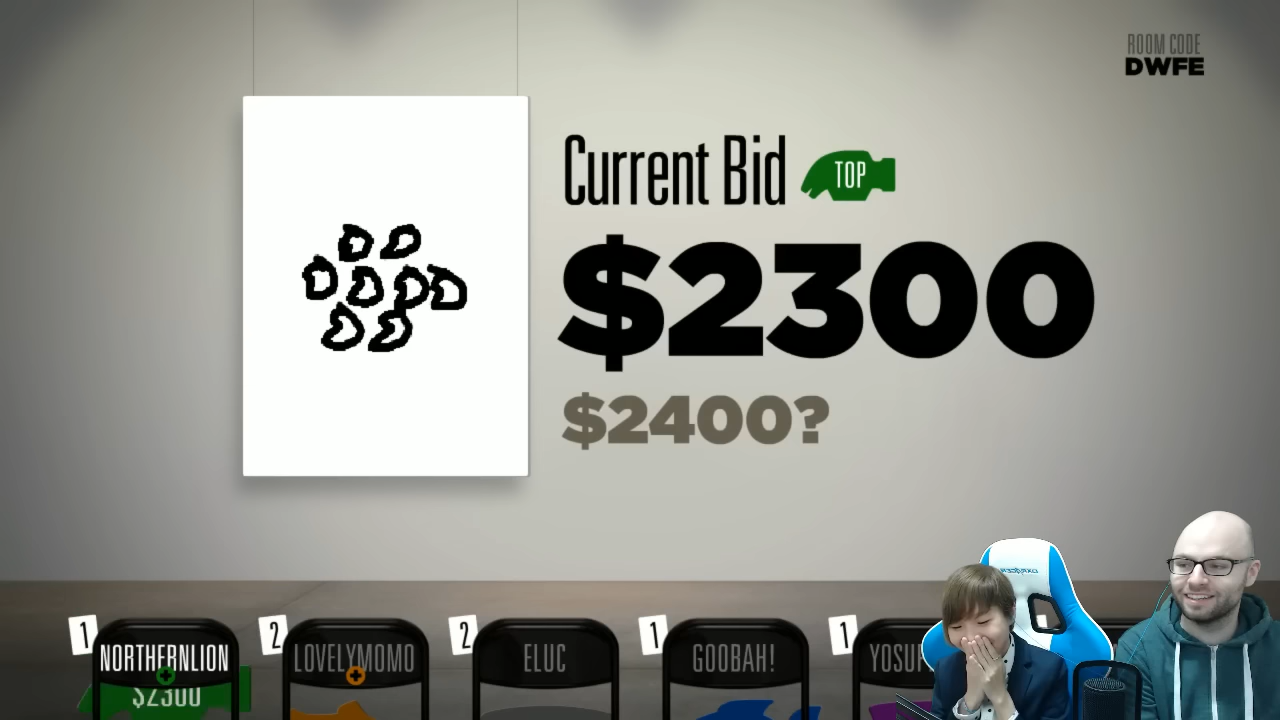 ROOM CODE
DWFE
Current Bid TOP
$2300
$2400?
1 NORTHERNLION
2 LOVELYMOMO
2 ELUC
1 GOOBAH!
1
$2300